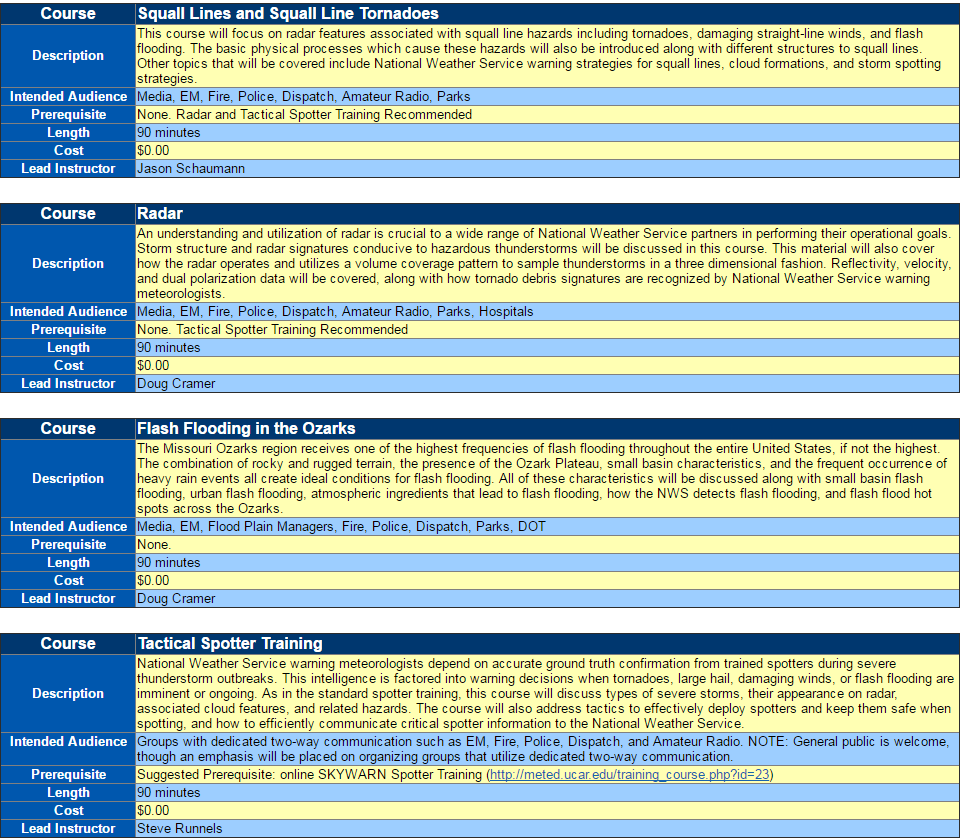 Course Squall Lines and Squall Line Tornadoes
This course will focus on radar features associated with squall line hazards including tornadoes, damaging straight-line winds, and flash
flooding. The basic physical processes which cause these hazards will also be introduced along with different structures to squall lines.
Description
Other topics that will be covered include National Weather Service warning strategies for squall lines, cloud formations, and storm spotting
strategies.
Intended Audience Media, EM, Fire, Police, Dispatch, Amateur Radio, Parks
Prerequisite None. Radar and Tactical Spotter Training Recommended
Length 90 minutes
Cost $0.00
Lead Instructor Jason Schaumann
Course Radar
An understanding and utilization of radar is crucial to a wide range of National Weather Service partners in performing their operational goals.
Storm structure and radar signatures conducive to hazardous thunderstorms will be discussed in this course. This material will also cover
Description how the radar operates and utilizes a volume coverage pattern to sample thunderstorms in a three dimensional fashion. Reflectivity, velocity,
and dual polarization data will be covered, along with how tornado debris signatures are recognized by National Weather Service warning
meteorologists.
Intended Audience Media, EM, Fire, Police, Dispatch, Amateur Radio, Parks, Hospitals
Prerequisite None. Tactical Spotter Training Recommended
Length 90 minutes
Cost $0.00
Lead Instructor Doug Cramer
Course Flash Flooding in the Ozarks
The Missouri Ozarks region receives one of the highest frequencies of flash flooding throughout the entire United States, if not the highest.
The combination of rocky and rugged terrain, the presence of the Ozark Plateau, small basin characteristics, and the frequent occurrence of
Description heavy rain events all create ideal conditions for flash flooding. All of these characteristics will be discussed along with small basin flash
flooding, urban flash flooding, atmospheric ingredients that lead to flash flooding, how the NWS detects flash flooding, and flash flood hot
spots across the Ozarks.
Intended Audience Media, EM, Flood Plain Managers, Fire, Police, Dispatch, Parks, DOT
Prerequisite None.
Length 90 minutes
Cost $0.00
Lead Instructor Doug Cramer
Course Tactical Spotter Training
National Weather Service warning meteorologists depend on accurate ground truth confirmation from trained spotters during severe
thunderstorm outbreaks. This intelligence is factored into warning decisions when tornadoes, large hail, damaging winds, or flash flooding are
Description imminent or ongoing. As in the standard spotter training, this course will discuss types of severe storms, their appearance on radar,
associated cloud features, and related hazards. The course will also address tactics to effectively deploy spotters and keep them safe when
spotting, and how to efficiently communicate critical spotter information to the National Weather Service.
Intended Audience Groups with dedicated two-way communication such as EM, Fire, Police, Dispatch, and Amateur Radio. NOTE: General public is welcome,
though an emphasis will be placed on organizing groups that utilize dedicated two-way communication.
Prerequisite Suggested Prerequisite: online SKYWARN Spotter Training (http://meted.ucar.edu/training_course.php?id=23)
Length 90 minutes
Cost $0.00
Lead Instructor Steve Runnels